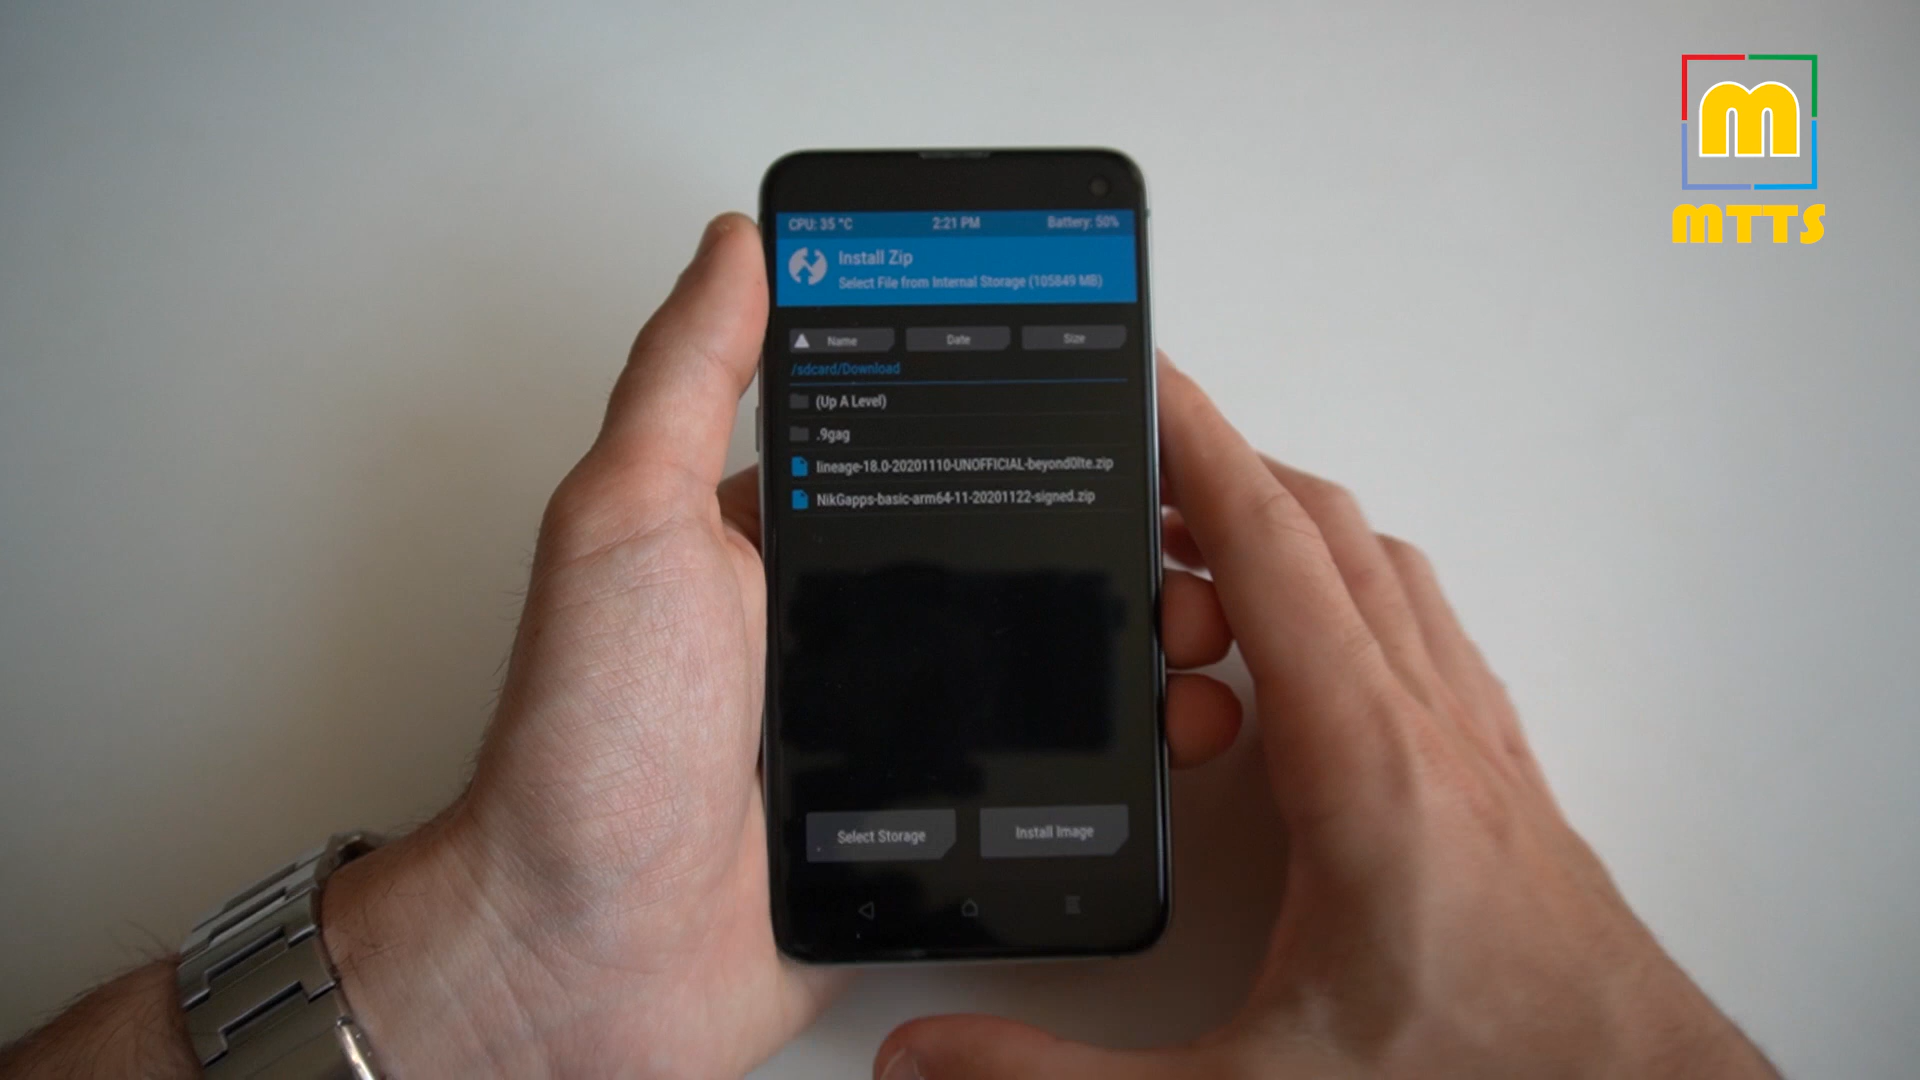 M
MTTS
CPU: 35 °C 2:21 PM Battery: 50%
Install Zip
Select File from Internal Storage (105849 MB)
Name Date Size
/sdcard/Download
(Up A Level)
.9gag
lineage-18.0-20201110-UNOFFICIAL-beyond0lte.zip
NikGapps-basic-arm64-11-20201122-signed.zip
Select Storage Install Image